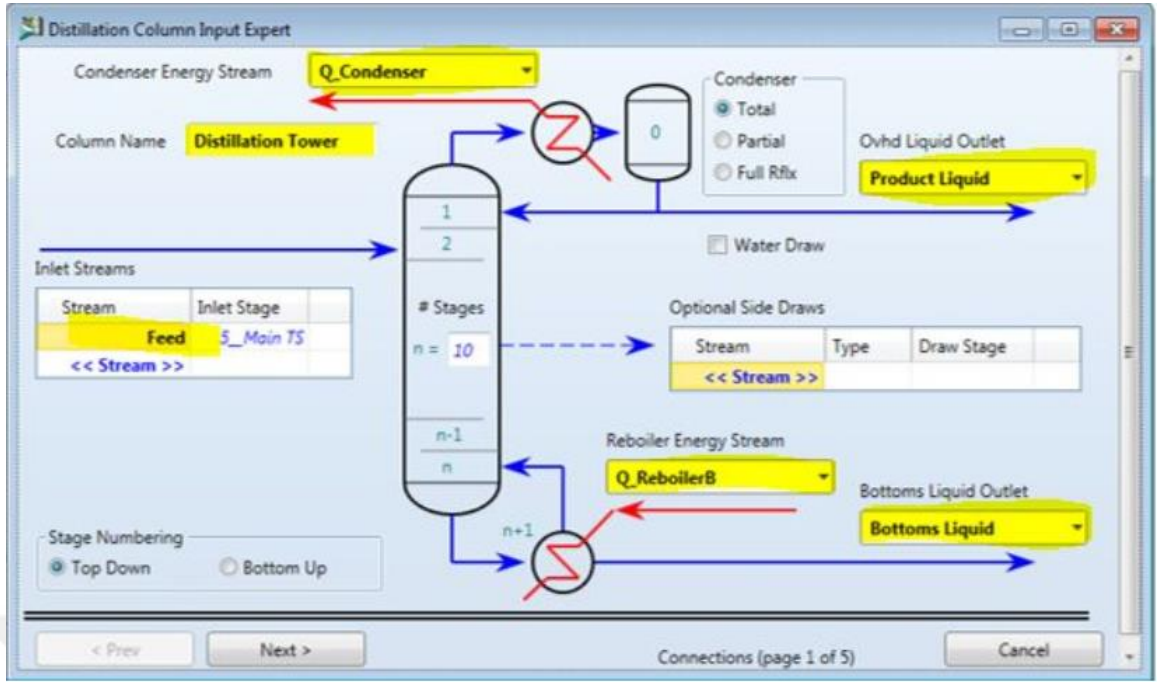 Distillation Column Input Expert
Condenser Energy Stream
Q_Condenser
Column Name
Distillation Tower
0
Condenser
Total
Partial
Full Rflx
Ovhd Liquid Outlet
Product Liquid
1
2
Water Draw
Inlet Streams
Stream Inlet Stage
Feed 5__Main TS
<< Stream >>
# Stages
n = 10
Optional Side Draws
Stream Type Draw Stage
<< Stream >>
n-1
n
n+1
Reboiler Energy Stream
Q_ReboilerB
Bottoms Liquid Outlet
Bottoms Liquid
Stage Numbering
Top Down Bottom Up
< Prev Next > Connections (page 1 of 5) Cancel